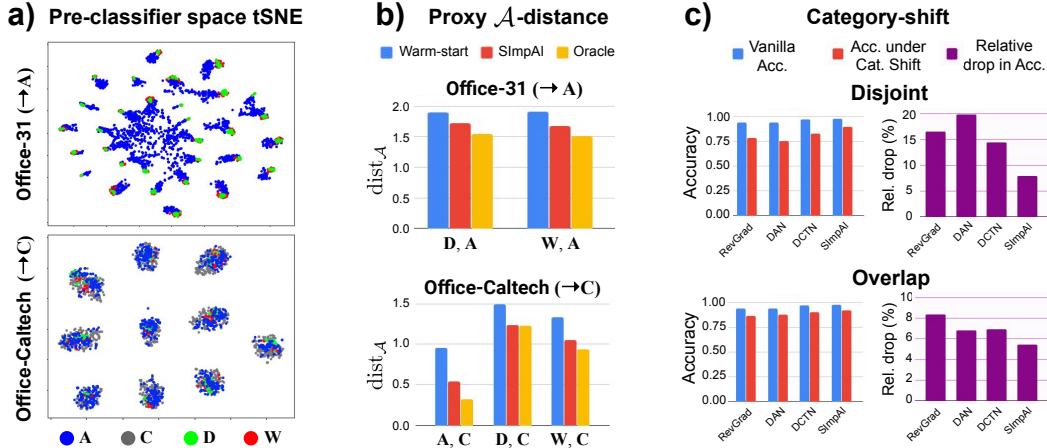 a) Pre-classifier space tSNE
Office-31 (→A)
Office-Caltech (→C)
A C D W
b) Proxy 𝒜-distance
Warm-start SImpAl Oracle
Office-31 (→ A)
dist𝒜
2.0
1.5
1.0
0.5
0.0
D, A W, A
Office-Caltech (→C)
dist𝒜
1.5
1.0
0.5
0.0
A, C D, C W, C
c) Category-shift
Vanilla Acc. under Relative
Acc. Cat. Shift drop in Acc.
Disjoint
Accuracy
1.00
0.75
0.50
0.25
0.00
RevGrad DAN DCTN SImpAl
Rel. drop (%)
20
15
10
5
0
RevGrad DAN DCTN SImpAl
Overlap
Accuracy
1.00
0.75
0.50
0.25
0.00
RevGrad DAN DCTN SImpAl
Rel. drop (%)
10
8
6
4
2
0
RevGrad DAN DCTN SImpAl